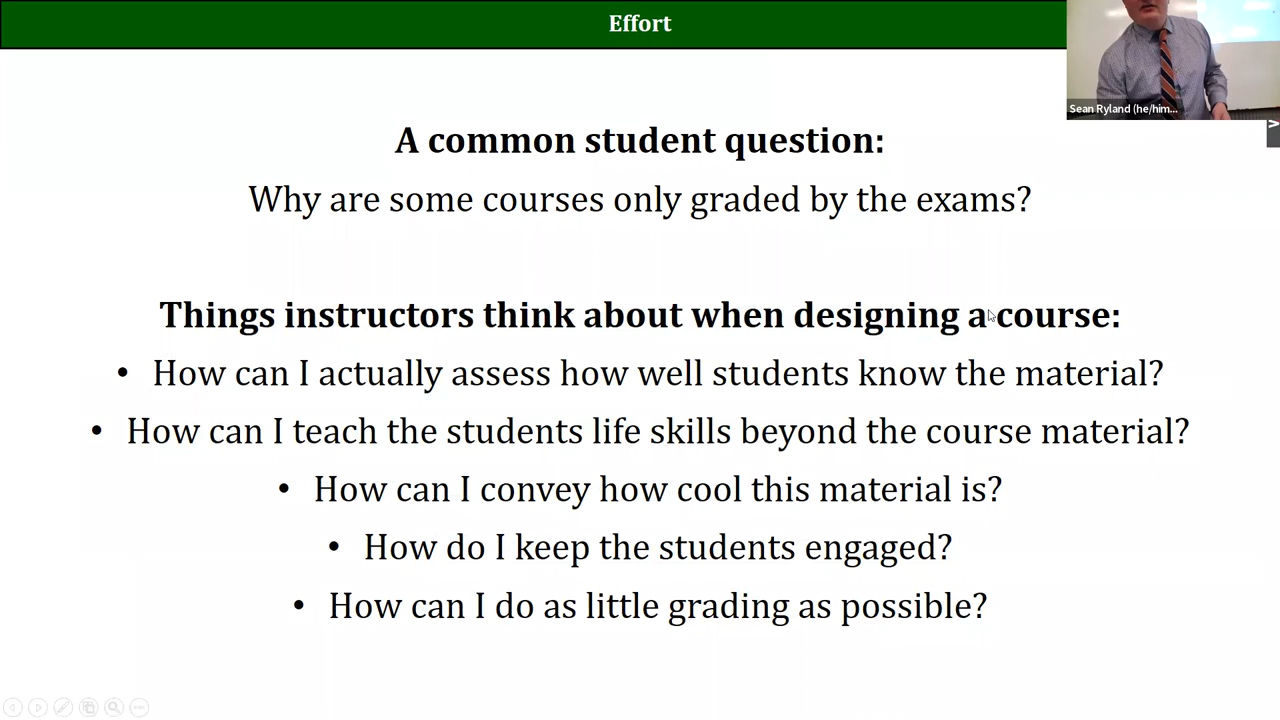 Effort
Sean Ryland (he/him...
A common student question:
Why are some courses only graded by the exams?
Things instructors think about when designing a course:
• How can I actually assess how well students know the material?
• How can I teach the students life skills beyond the course material?
• How can I convey how cool this material is?
• How do I keep the students engaged?
• How can I do as little grading as possible?